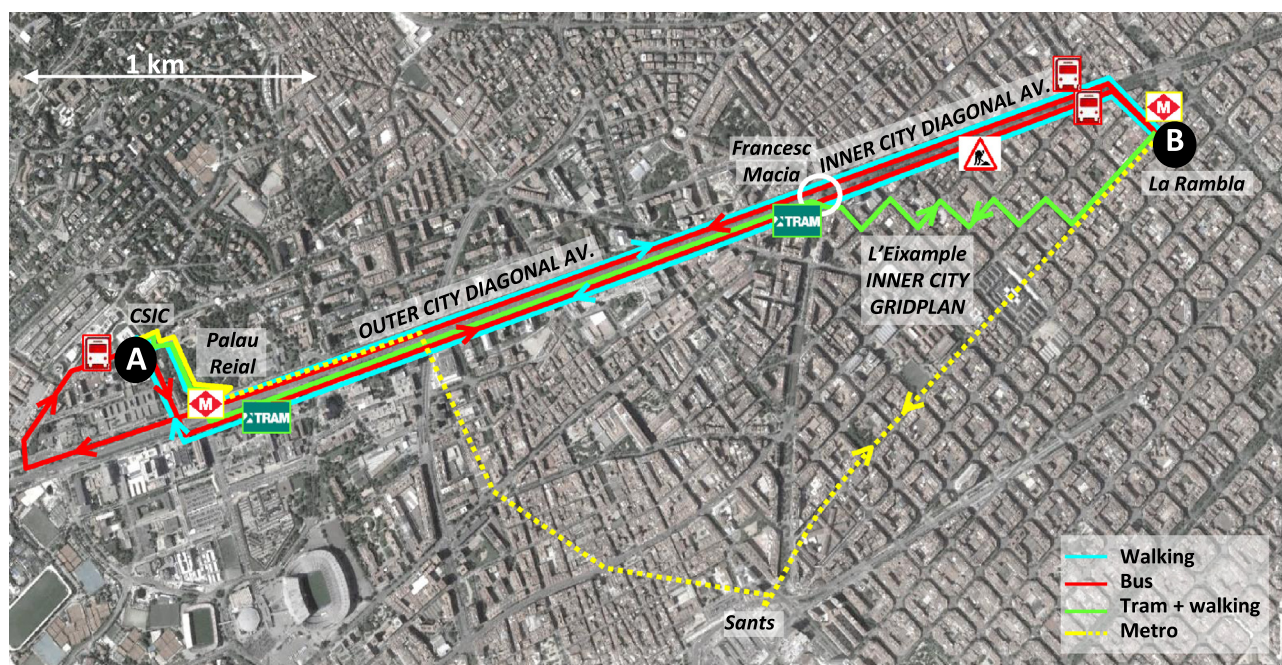 1 km
INNER CITY DIAGONAL AV.
M
B
La Rambla
Francesc
Macia
TRAM
L'Eixample
INNER CITY
GRIDPLAN
OUTER CITY DIAGONAL AV.
CSIC
A
Palau
Reial
M
TRAM
Sants
Walking
Bus
Tram + walking
Metro